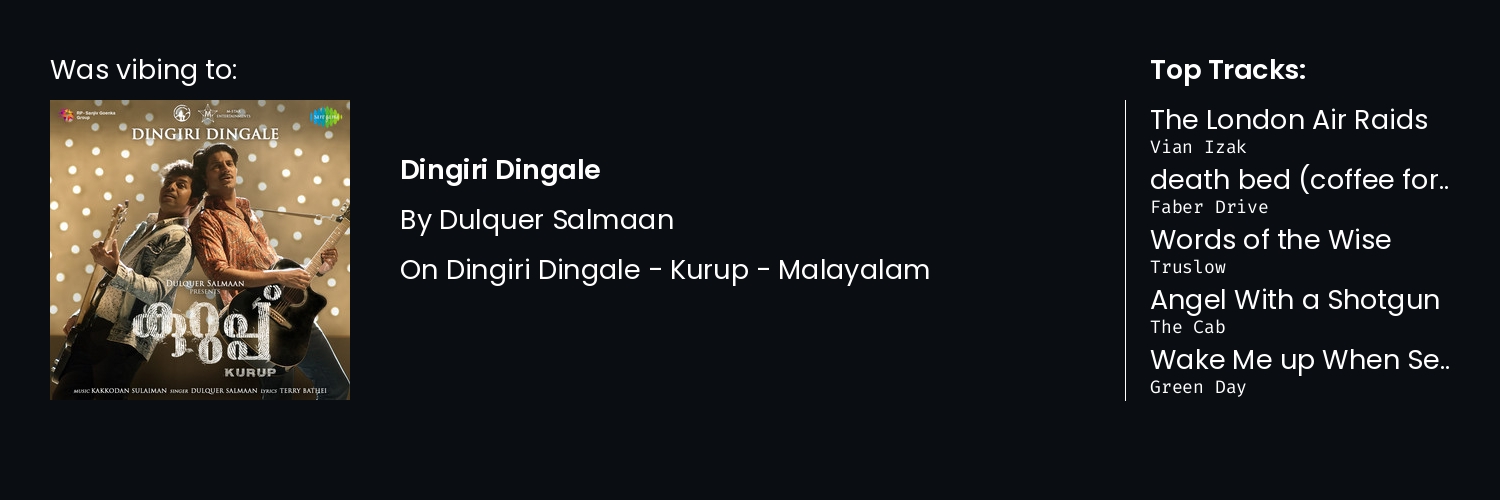 Was vibing to:
RP- Sanjiv Goenka
Group
M-STAR
ENTERTAINMENTS
DINGIRI DINGALE
DULQUER SALMAAN
PRESENTS
കുറുപ്പ്
KURUP
MUSIC KAKKODAN SULAIMAN SINGER DULQUER SALMAAN LYRICS TERRY BATHEI
Dingiri Dingale
By Dulquer Salmaan
On Dingiri Dingale - Kurup - Malayalam
Top Tracks:
The London Air Raids
Vian Izak
death bed (coffee for..
Faber Drive
Words of the Wise
Truslow
Angel With a Shotgun
The Cab
Wake Me up When Se..
Green Day